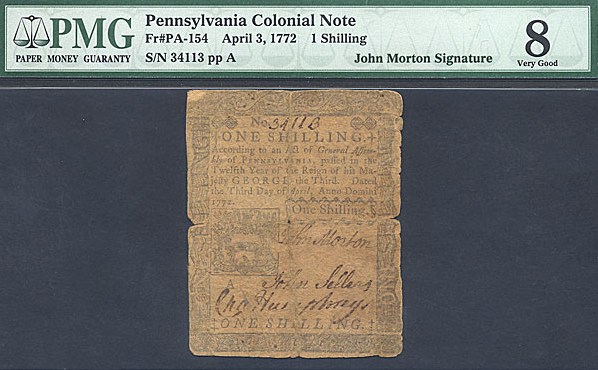 PMG
PAPER MONEY GUARANTY
Pennsylvania Colonial Note
Fr#PA-154 April 3, 1772 1 Shilling
S/N 34113 pp A
John Morton Signature
8
Very Good
No. 34113
ONE SHILLING.
According to an Act of General Assem-
bly of PENNSYLVANIA, passed in the
Twelfth Year of the Reign of his Ma-
jesty GEORGE the Third. Dated
the Third Day of April, Anno Domini
1772.
One Shilling.
John Morton
A
John Sellers
Cha Humphreys
ONE SHILLING.